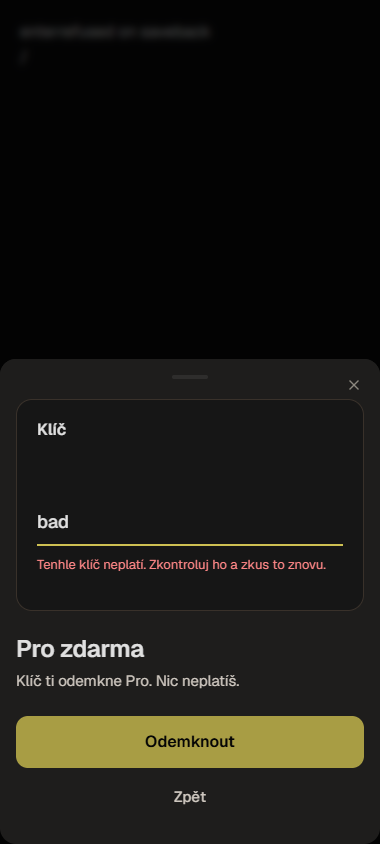 Klíč
bad
Tenhle klíč neplatí. Zkontroluj ho a zkus to znovu.
Pro zdarma
Klíč ti odemkne Pro. Nic neplatíš.
Odemknout
Zpět